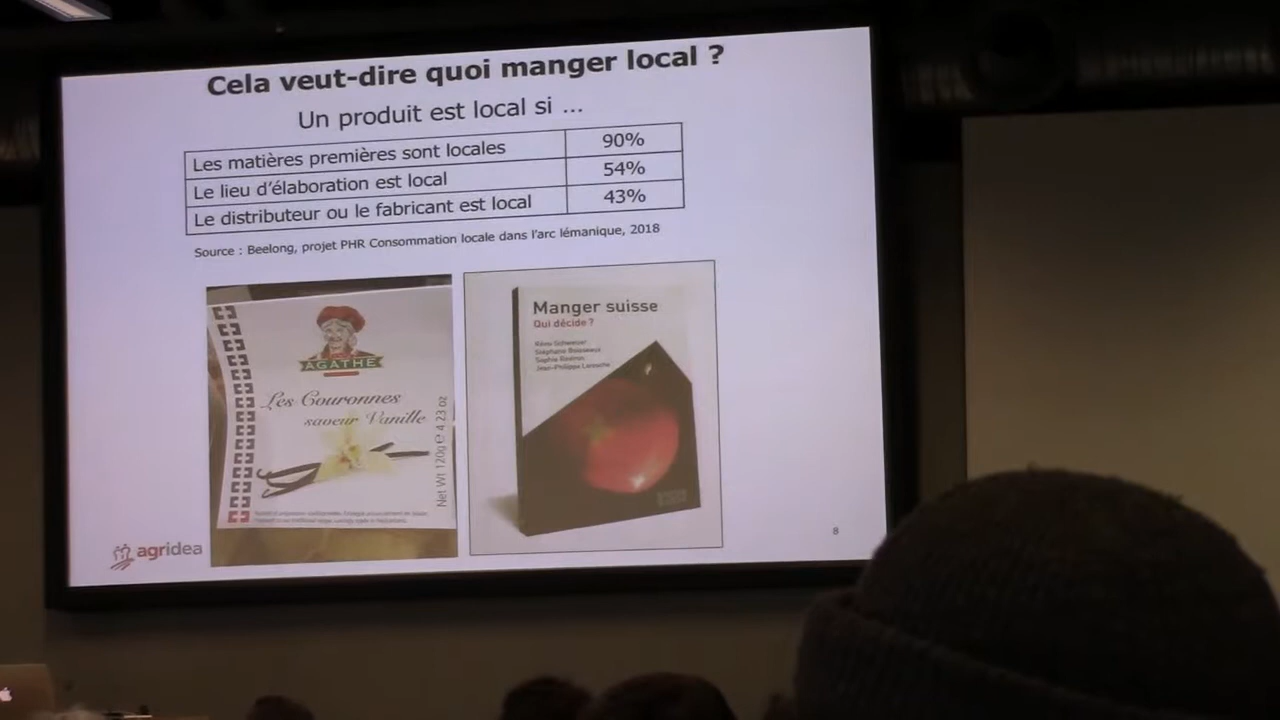 Cela veut-dire quoi manger local ?
Un produit est local si ...
Les matières premières sont locales 90%
Le lieu d'élaboration est local 54%
Le distributeur ou le fabricant est local 43%
Source : Beelong, projet PHR Consommation locale dans l'arc lémanique, 2018
AGATHE
Les Couronnes
saveur Vanille
Net Wt 120g e 4 23 oz
Manger suisse
Qui décide ?
agridea
8